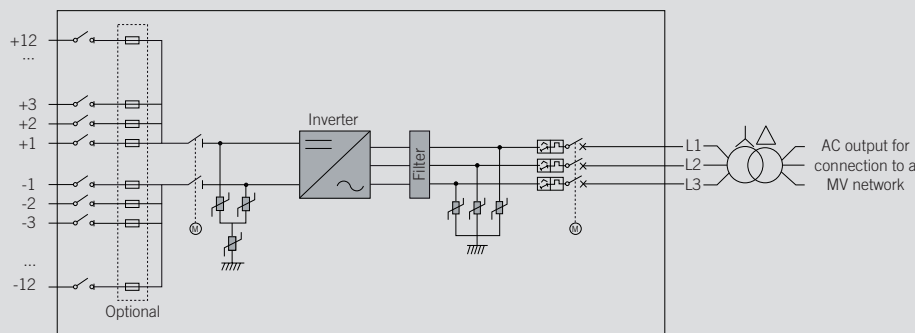 +12
...
+3
+2
+1
-1
-2
-3
...
-12
Optional
M
Inverter
Filter
M
L1
L2
L3
AC output for
connection to a
MV network